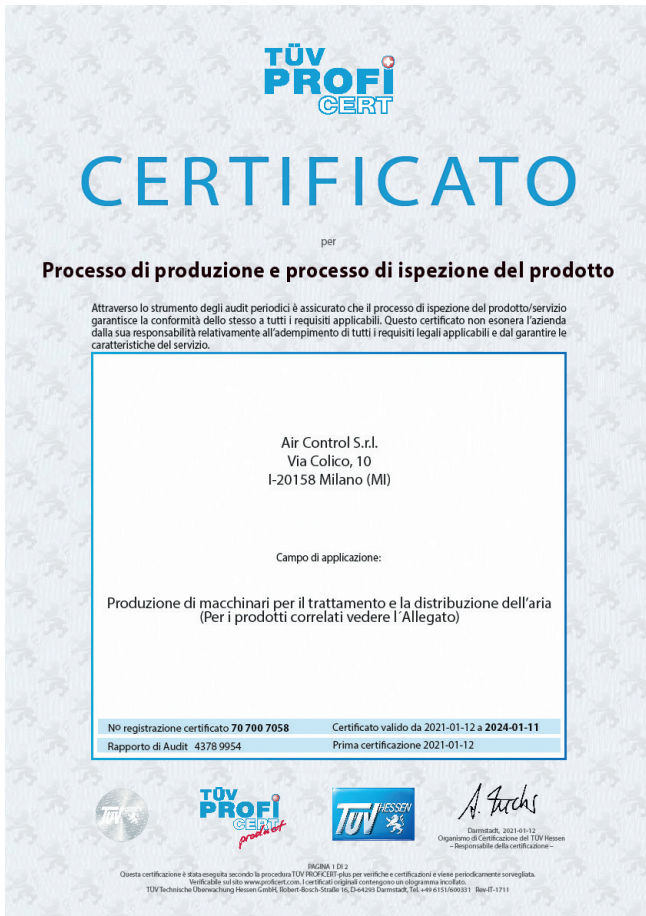 TÜV
PROFI
CERT
CERTIFICATO
per
Processo di produzione e processo di ispezione del prodotto
Attraverso lo strumento degli audit periodici è assicurato che il processo di ispezione del prodotto/servizio
garantisce la conformità dello stesso a tutti i requisiti applicabili. Questo certificato non esonera l'azienda
dalla sua responsabilità relativamente all'adempimento di tutti i requisiti legali applicabili e dal garantire le
caratteristiche del servizio.
Air Control S.r.l.
Via Colico, 10
I-20158 Milano (MI)
Campo di applicazione:
Produzione di macchinari per il trattamento e la distribuzione dell'aria
(Per i prodotti correlati vedere l´Allegato)
Nº registrazione certificato 70 700 7058 Certificato valido da 2021-01-12 a 2024-01-11
Rapporto di Audit 4378 9954 Prima certificazione 2021-01-12
TÜV
TÜV
PROFI
CERT
product
TÜV HESSEN
A. Fuchs
Darmstadt, 2021-01-12
Organismo di Certificazione del TÜV Hessen
– Responsabile della certificazione –
PAGINA 1 DI 2
Questa certificazione è stata eseguita secondo la procedura TÜV PROFiCERT-plus per verifiche e certificazioni e viene periodicamente sorvegliata.
Verificabile sul sito www.proficert.com. I certificati originali contengono un ologramma incollato.
TÜV Technische Überwachung Hessen GmbH, Robert-Bosch-Straße 16, D-64293 Darmstadt, Tel. +49 6151/600331 Rev-IT-1711